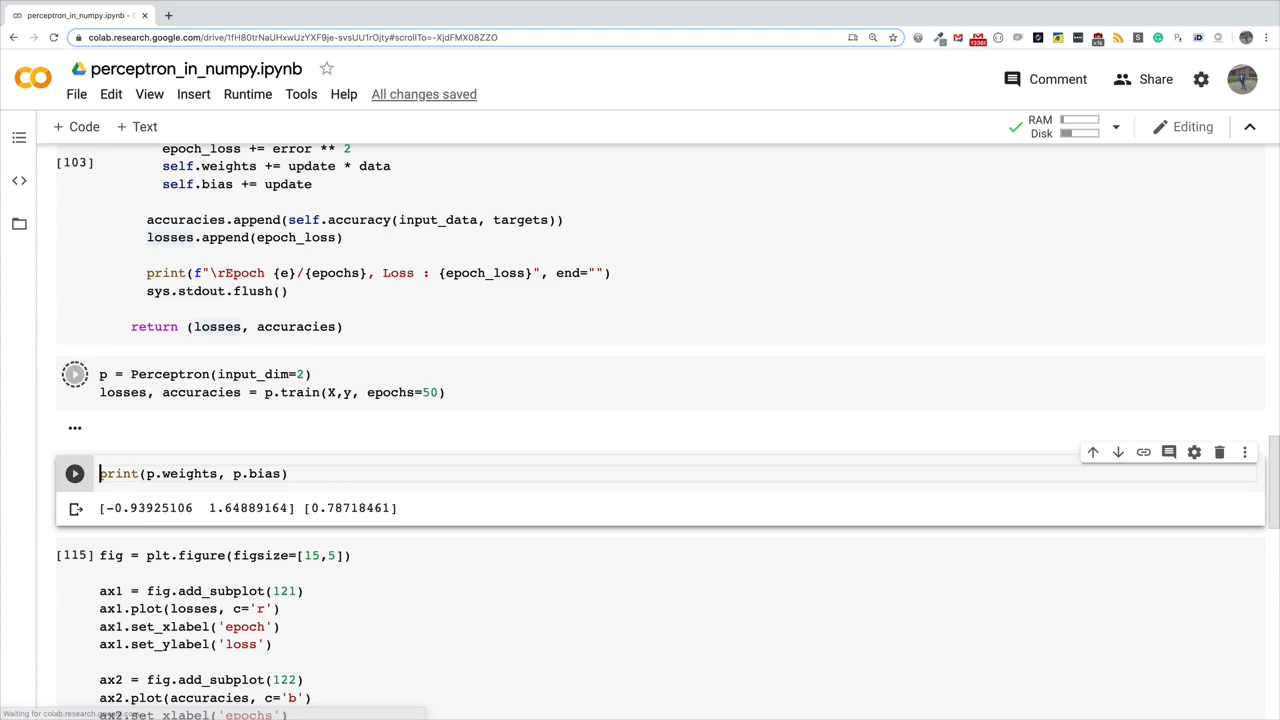 perceptron_in_numpy.ipynb - C
colab.research.google.com/drive/1fH80trNaUHxwUzYXF9je-svsUU1rOjty#scrollTo=-XjdFMX08ZZO
perceptron_in_numpy.ipynb
Comment
Share
File Edit View Insert Runtime Tools Help All changes saved
+ Code + Text
RAM
Disk
Editing
epoch_loss += error ** 2
[103]
self.weights += update * data
self.bias += update
accuracies.append(self.accuracy(input_data, targets))
losses.append(epoch_loss)
print(f"\rEpoch {e}/{epochs}, Loss : {epoch_loss}", end="")
sys.stdout.flush()
return (losses, accuracies)
p = Perceptron(input_dim=2)
losses, accuracies = p.train(X,y, epochs=50)
print(p.weights, p.bias)
[-0.93925106 1.64889164] [0.78718461]
[115] fig = plt.figure(figsize=[15,5])
ax1 = fig.add_subplot(121)
ax1.plot(losses, c='r')
ax1.set_xlabel('epoch')
ax1.set_ylabel('loss')
ax2 = fig.add_subplot(122)
ax2.plot(accuracies, c='b')
ax2.set_xlabel('epochs')
Waiting for colab.research.google.com...